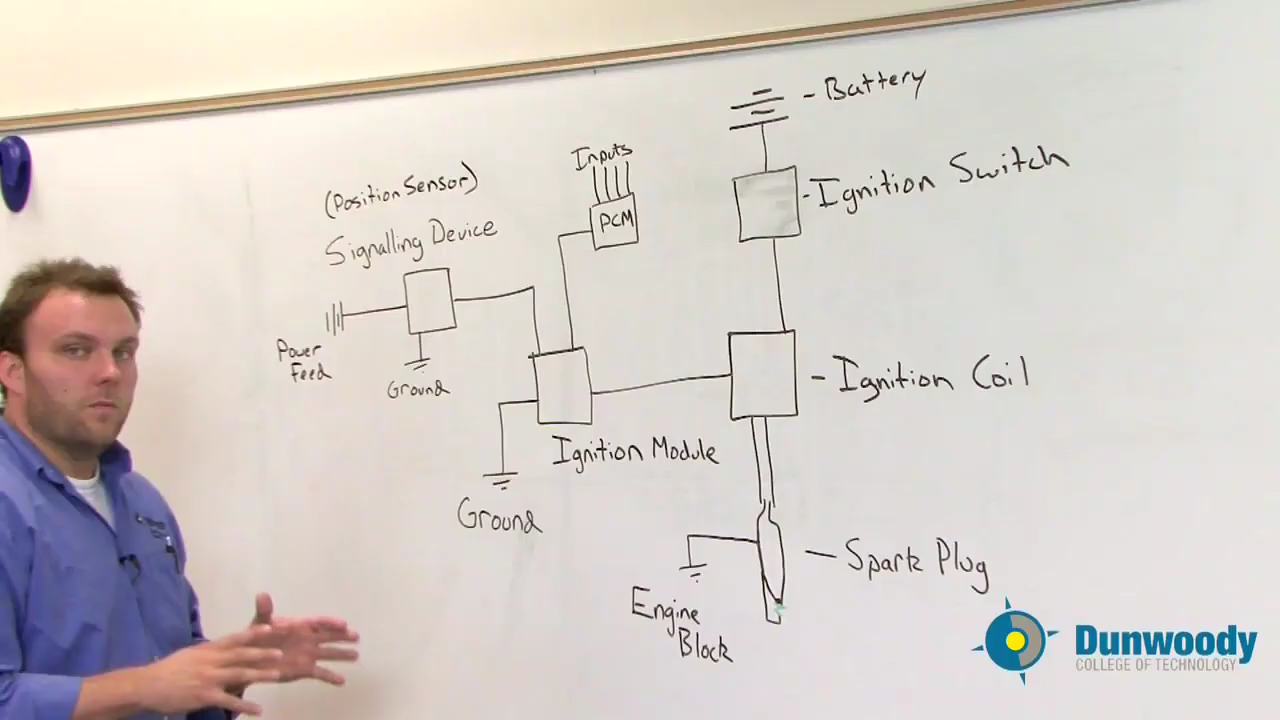 - Battery
Inputs
- Ignition Switch
(Position Sensor)
PCM
Signalling Device
Power
Feed
Ground
- Ignition Coil
Ignition Module
Ground
- Spark Plug
Engine
Block
Dunwoody
COLLEGE OF TECHNOLOGY